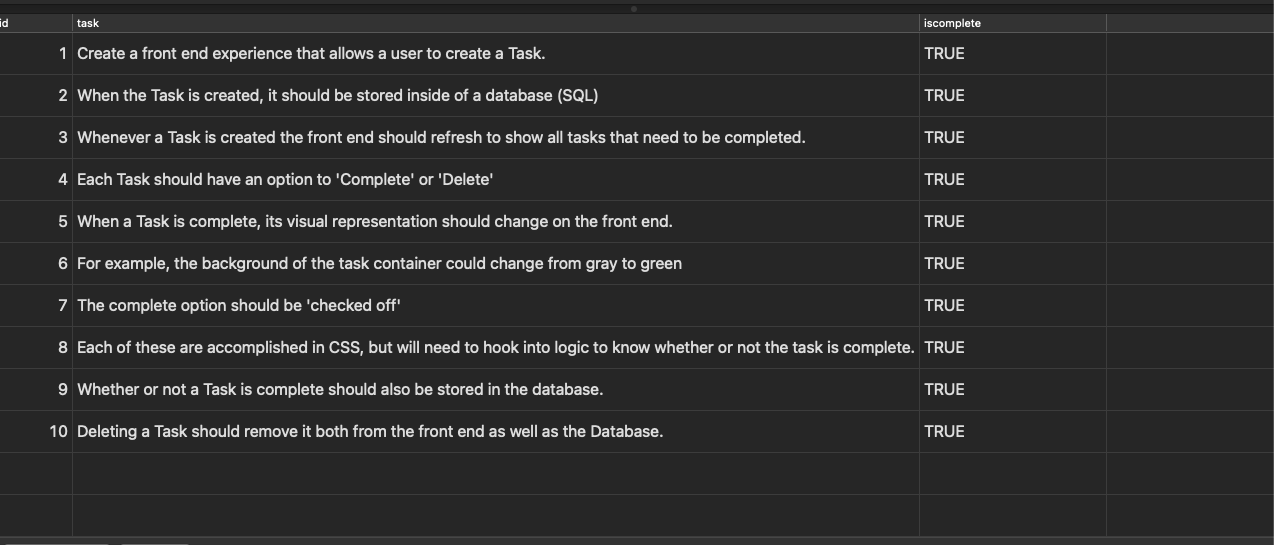 id task iscomplete
1 Create a front end experience that allows a user to create a Task. TRUE
2 When the Task is created, it should be stored inside of a database (SQL) TRUE
3 Whenever a Task is created the front end should refresh to show all tasks that need to be completed. TRUE
4 Each Task should have an option to 'Complete' or 'Delete' TRUE
5 When a Task is complete, its visual representation should change on the front end. TRUE
6 For example, the background of the task container could change from gray to green TRUE
7 The complete option should be 'checked off' TRUE
8 Each of these are accomplished in CSS, but will need to hook into logic to know whether or not the task is complete. TRUE
9 Whether or not a Task is complete should also be stored in the database. TRUE
10 Deleting a Task should remove it both from the front end as well as the Database. TRUE